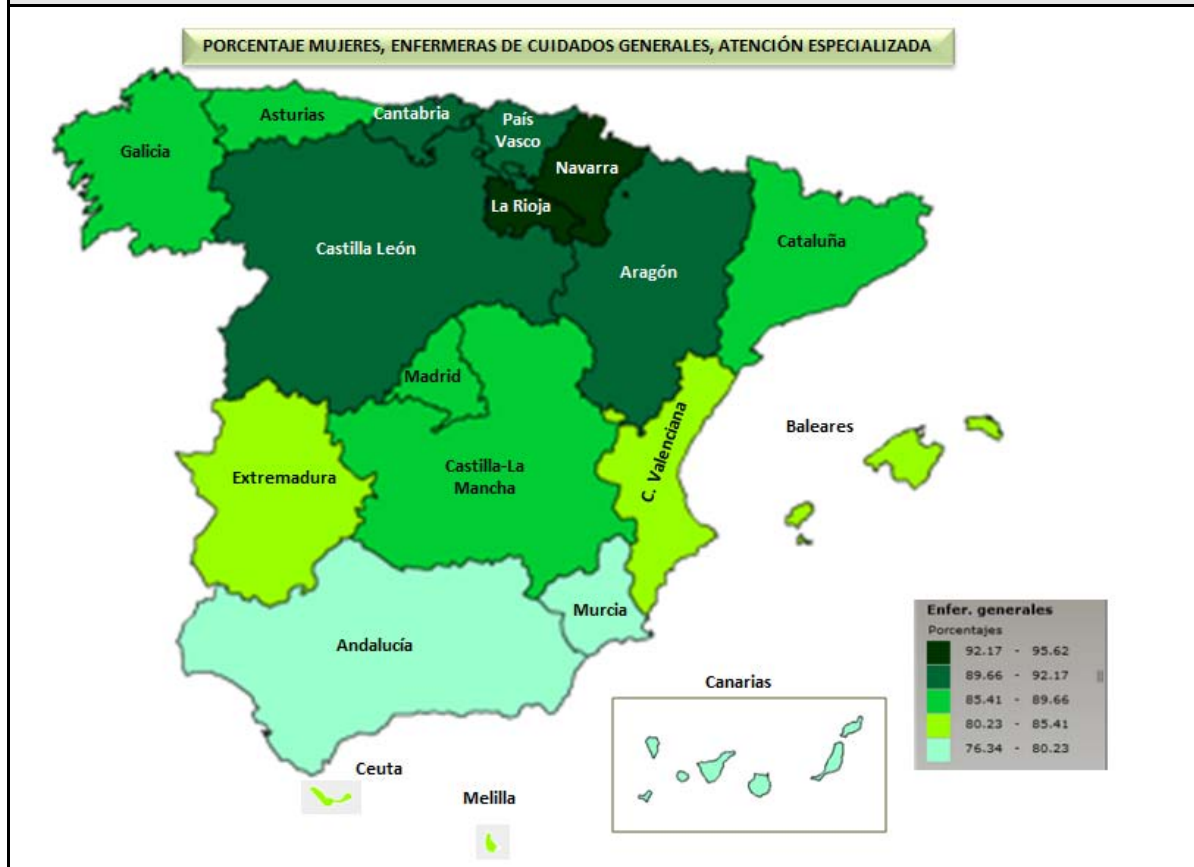 PORCENTAJE MUJERES, ENFERMERAS DE CUIDADOS GENERALES, ATENCIÓN ESPECIALIZADA
Galicia
Asturias
Cantabria
País
Vasco
Navarra
La Rioja
Castilla León
Aragón
Cataluña
Madrid
Extremadura
Castilla-La
Mancha
C. Valenciana
Baleares
Andalucía
Murcia
Ceuta
Melilla
Canarias
Enfer. generales
Porcentajes
92.17 - 95.62
89.66 - 92.17
85.41 - 89.66
80.23 - 85.41
76.34 - 80.23